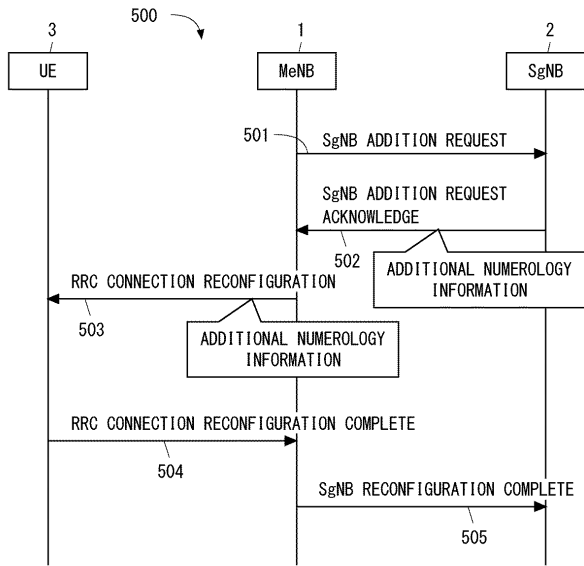 500
3
1
2
UE
MeNB
SgNB
501
SgNB ADDITION REQUEST
SgNB ADDITION REQUEST
ACKNOWLEDGE
502
ADDITIONAL NUMEROLOGY
INFORMATION
RRC CONNECTION RECONFIGURATION
503
ADDITIONAL NUMEROLOGY
INFORMATION
RRC CONNECTION RECONFIGURATION COMPLETE
504
SgNB RECONFIGURATION COMPLETE
505